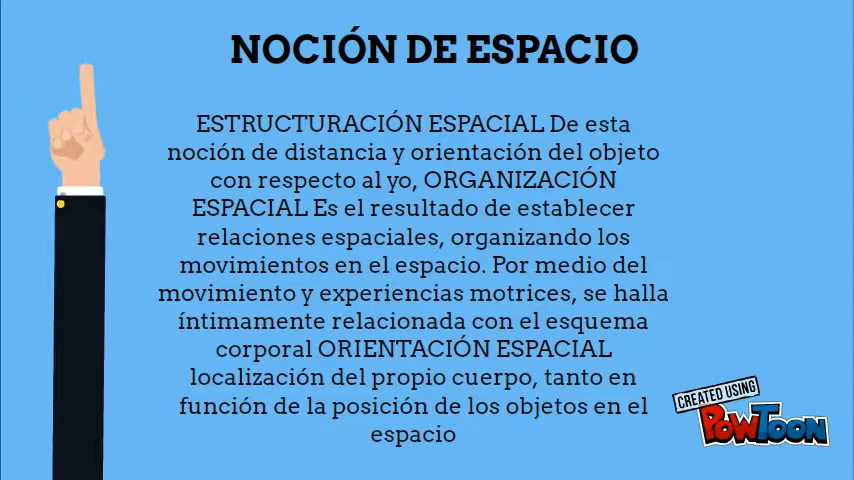 NOCIÓN DE ESPACIO
ESTRUCTURACIÓN ESPACIAL De esta
noción de distancia y orientación del objeto
con respecto al yo, ORGANIZACIÓN
ESPACIAL Es el resultado de establecer
relaciones espaciales, organizando los
movimientos en el espacio. Por medio del
movimiento y experiencias motrices, se halla
íntimamente relacionada con el esquema
corporal ORIENTACIÓN ESPACIAL
localización del propio cuerpo, tanto en
función de la posición de los objetos en el
espacio
CREATED USING
POWTOON